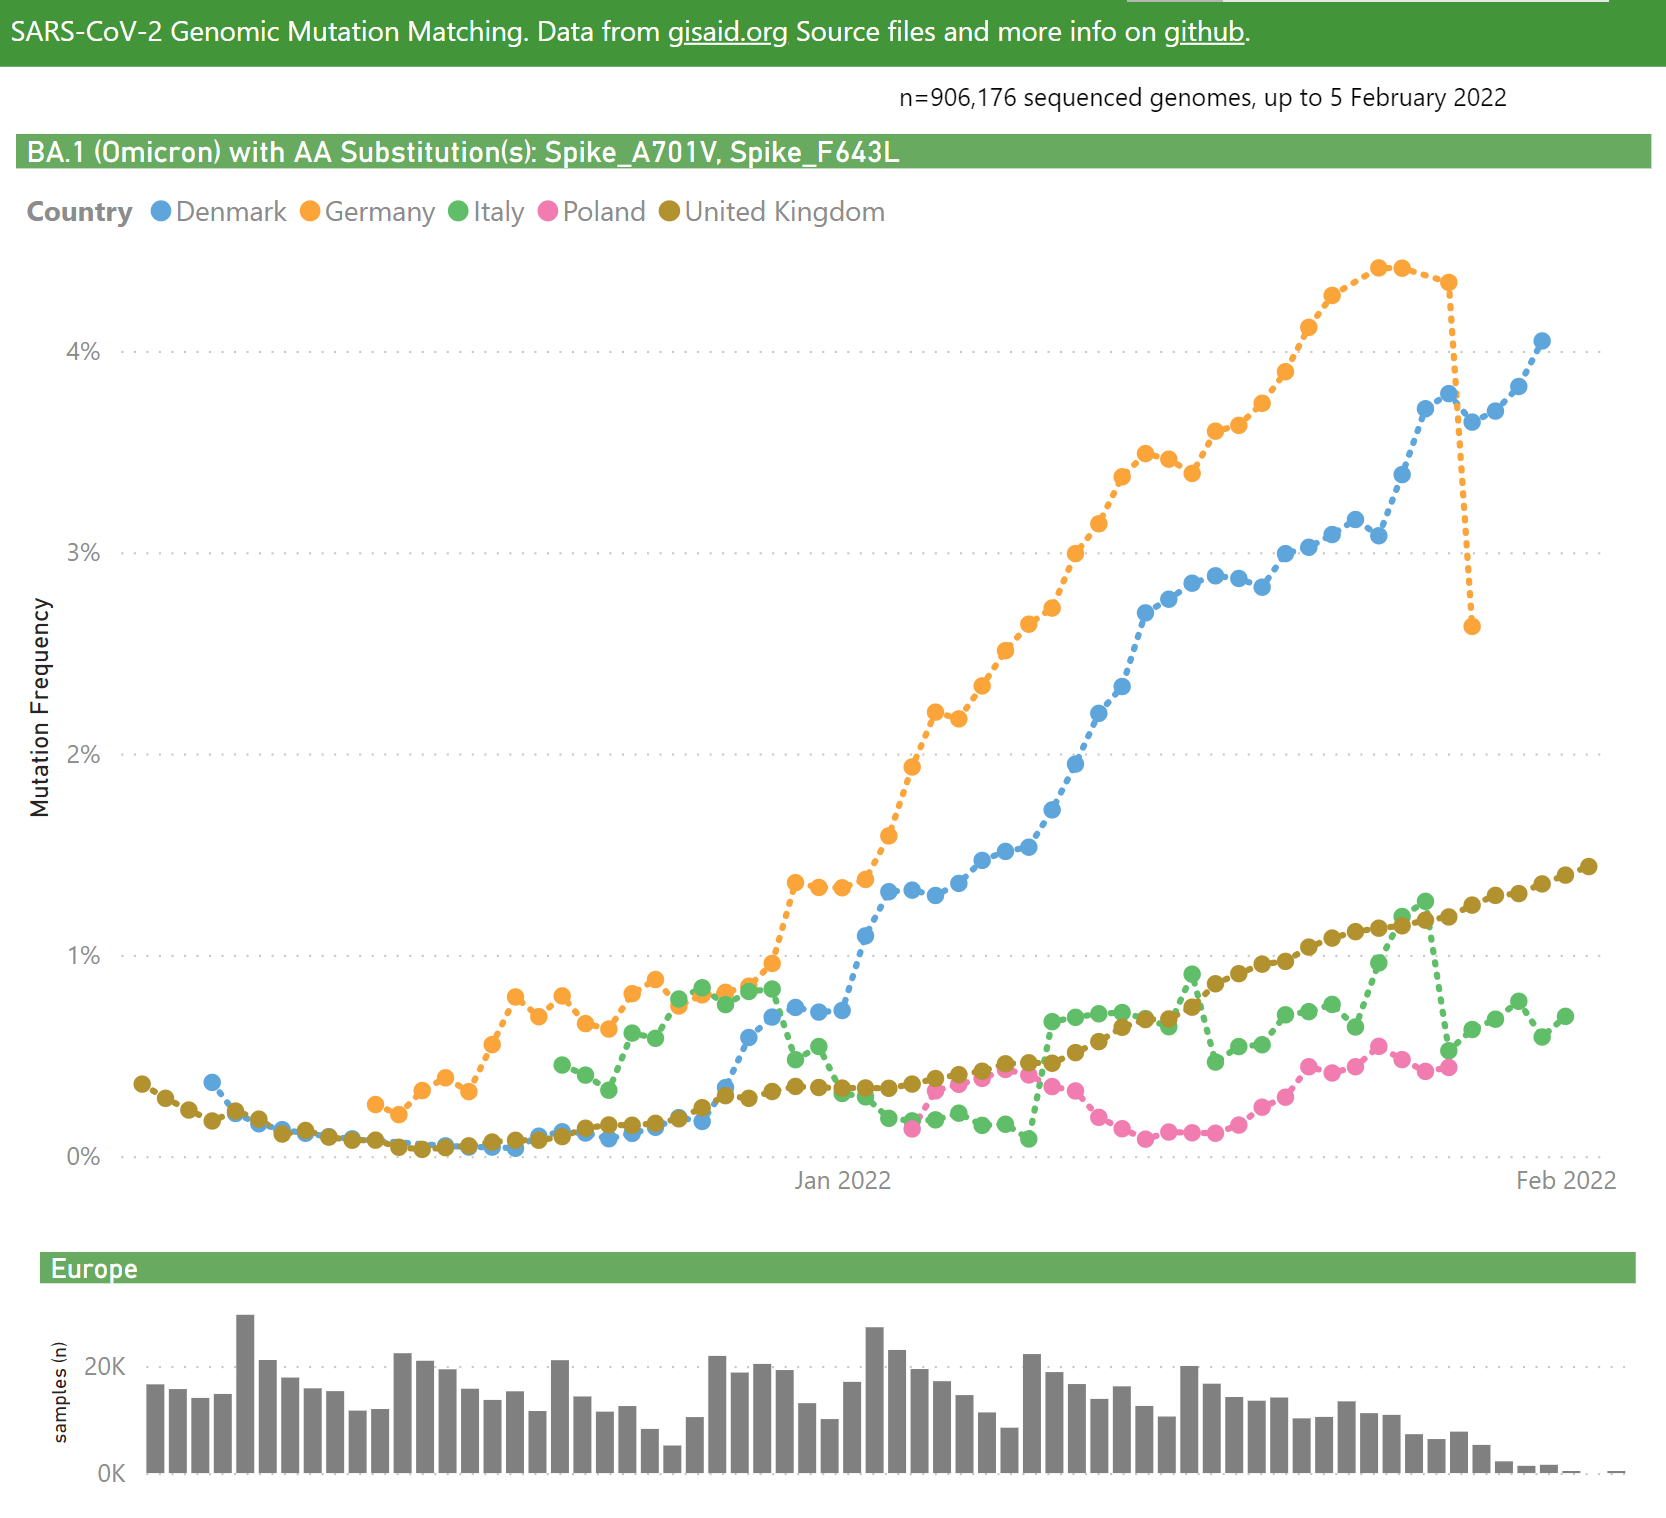 SARS-CoV-2 Genomic Mutation Matching. Data from gisaid.org Source files and more info on github.
n=906,176 sequenced genomes, up to 5 February 2022
BA.1 (Omicron) with AA Substitution(s): Spike_A701V, Spike_F643L
Country Denmark Germany Italy Poland United Kingdom
4%
3%
2%
1%
0%
Mutation Frequency
Jan 2022 Feb 2022
Europe
20K
0K
samples (n)